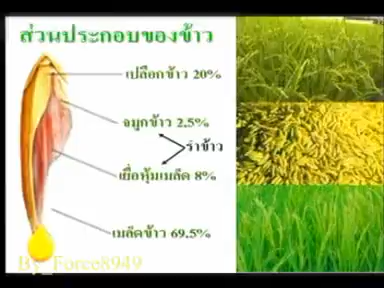 ส่วนประกอบของข้าว
เปลือกข้าว 20%
จมูกข้าว 2.5%
รำข้าว
เยื่อหุ้มเมล็ด 8%
เมล็ดข้าว 69.5%
By_Force8949